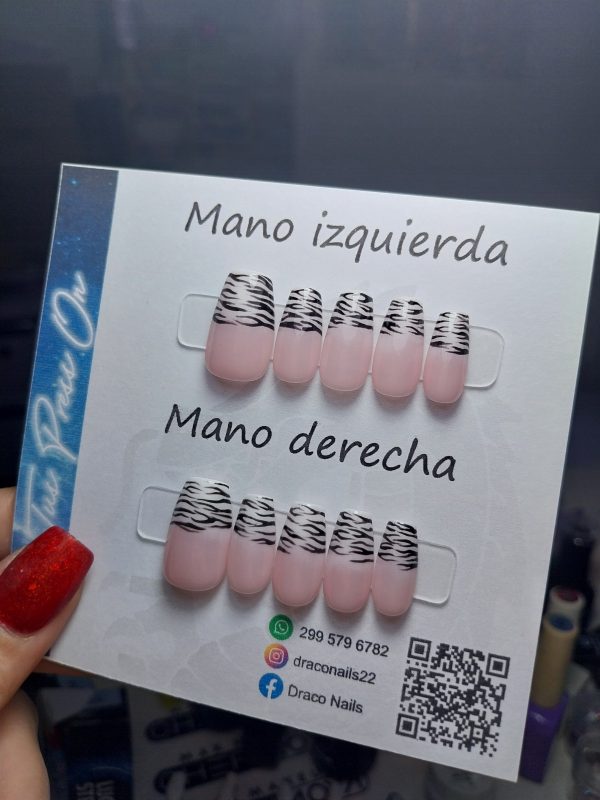 Mano izquierda
Mano derecha
299 579 6782
draconails22
Draco Nails